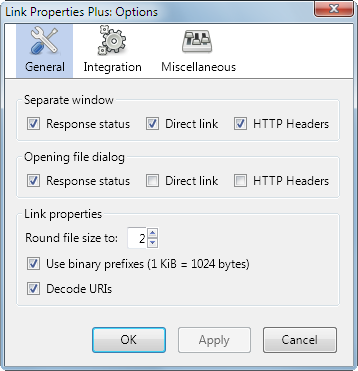 Link Properties Plus: Options
General Integration Miscellaneous
Separate window
Response status Direct link HTTP Headers
Opening file dialog
Response status Direct link HTTP Headers
Link properties
Round file size to: 2
Use binary prefixes (1 KiB = 1024 bytes)
Decode URIs
OK Apply Cancel